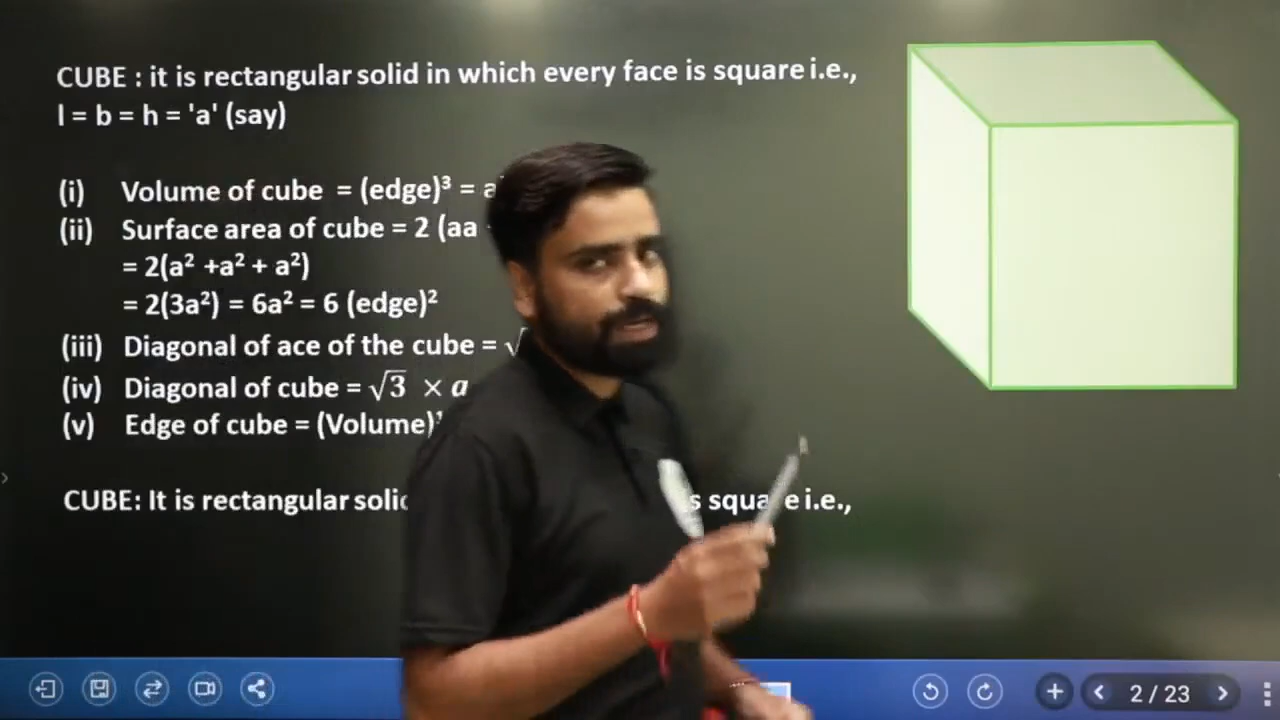 CUBE : it is rectangular solid in which every face is square i.e.,
l = b = h = 'a' (say)
(i) Volume of cube = (edge)³ = a
(ii) Surface area of cube = 2 (aa
= 2(a² +a² + a²)
= 2(3a²) = 6a² = 6 (edge)²
(iii) Diagonal of ace of the cube = √
(iv) Diagonal of cube = √3 × a
(v) Edge of cube = (Volume)
CUBE: It is rectangular solid square i.e.,
2 / 23